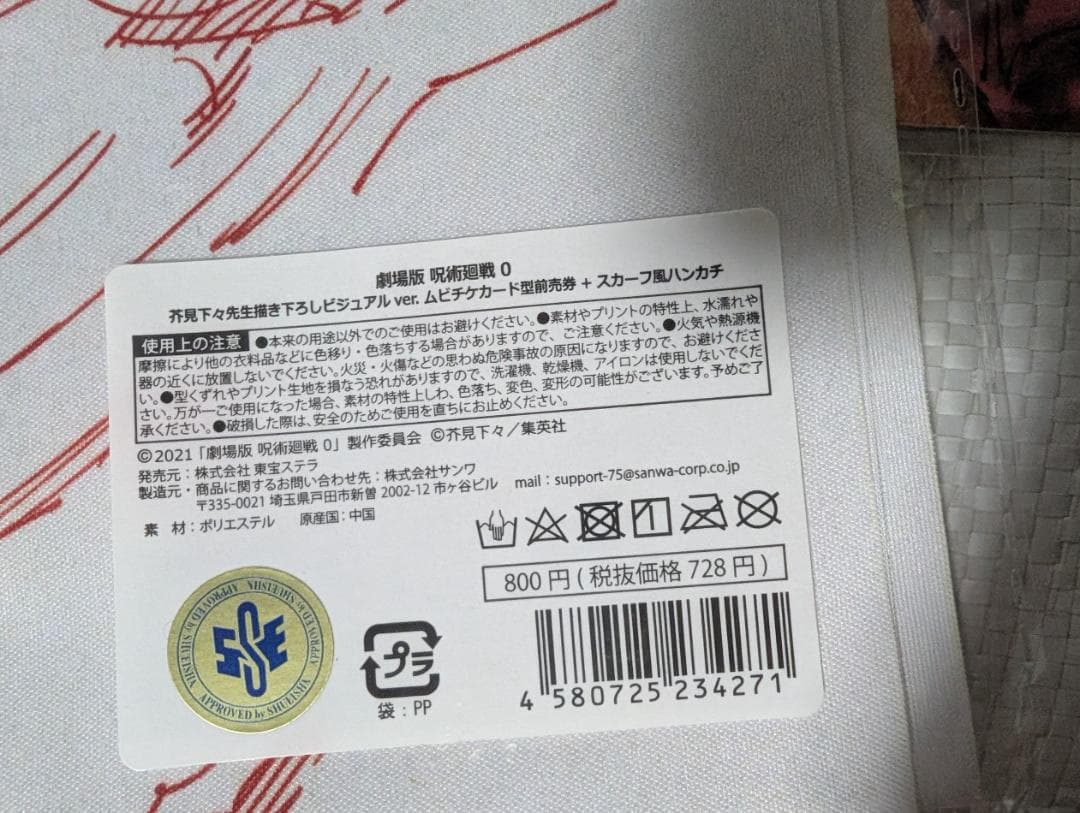 劇場版 呪術廻戦 0
芥見下々先生描き下ろしビジュアル ver. ムビチケカード型前売券 + スカーフ風ハンカチ
使用上の注意 ●本来の用途以外でのご使用はお避けください。●素材やプリントの特性上、水濡れや
摩擦により他の衣料品などに色移り・色落ちする場合がありますので、ご注意ください。●火気や熱源機
器の近くに放置しないでください。火災・火傷などの思わぬ危険事故の原因になりますので、お避けくださ
い。●型くずれやプリント生地を損なう恐れがありますので、洗濯機、乾燥機、アイロンは使用しないでくだ
さい。万が一ご使用になった場合、素材の特性上しわ、色落ち、変色、変形の可能性がございます。予めご了
承ください。●破損した際は、安全のためご使用を直ちにお止めください。
©2021「劇場版 呪術廻戦 0」製作委員会 ©芥見下々／集英社
発売元：株式会社 東宝ステラ
製造元・商品に関するお問い合わせ先：株式会社サンワ
〒335-0021 埼玉県戸田市新曽 2002-12 市ヶ谷ビル mail：support-75@sanwa-corp.co.jp
素 材：ポリエステル 原産国：中国
800 円 ( 税抜価格 728 円 )
APPROVED by SHUEISHA APPROVED by SHUEISHA APPROVED by SHUEISHA
SSE
プラ
袋：PP
4 580725 234271